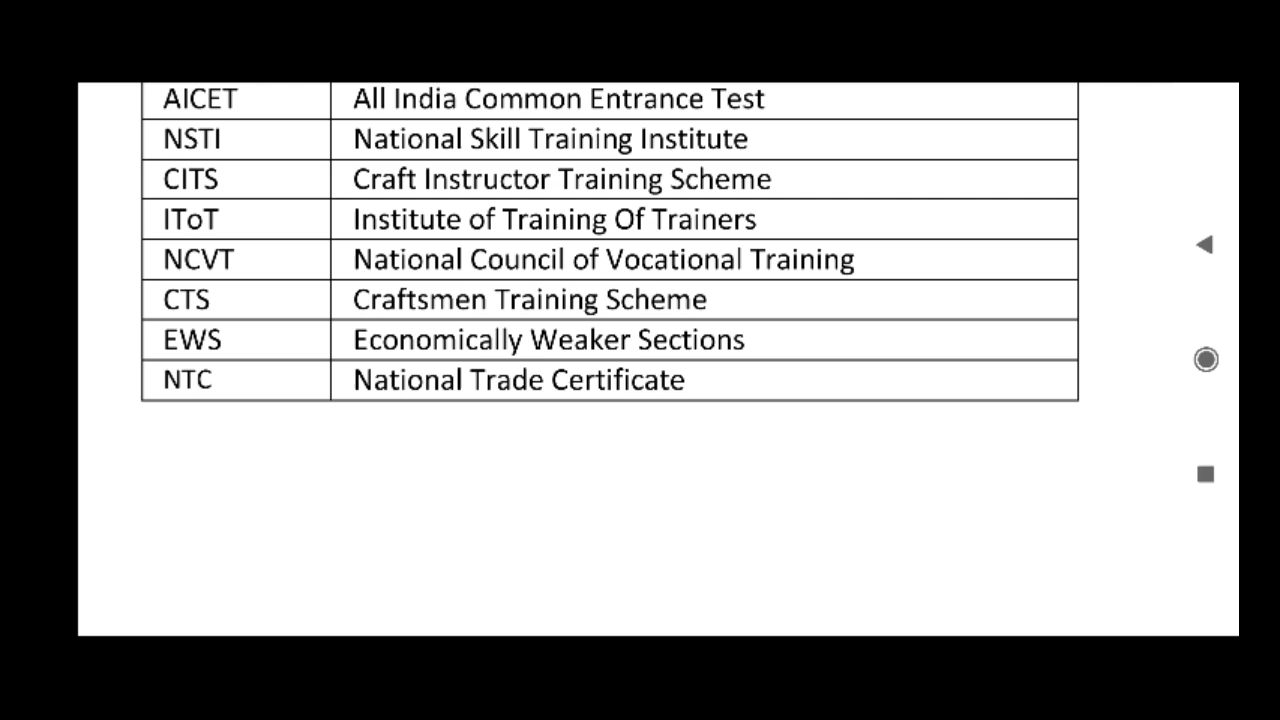 AICET All India Common Entrance Test
NSTI National Skill Training Institute
CITS Craft Instructor Training Scheme
IToT Institute of Training Of Trainers
NCVT National Council of Vocational Training
CTS Craftsmen Training Scheme
EWS Economically Weaker Sections
NTC National Trade Certificate